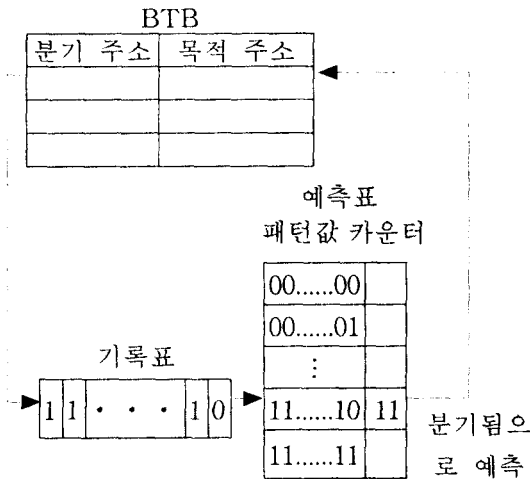 BTB
분기 주소 목적 주소
예측표
패턴값 카운터
00......00
00......01
⋮
기록표
1 1 · · · 1 0
11......10 11
분기됨으
11......11
로 예측